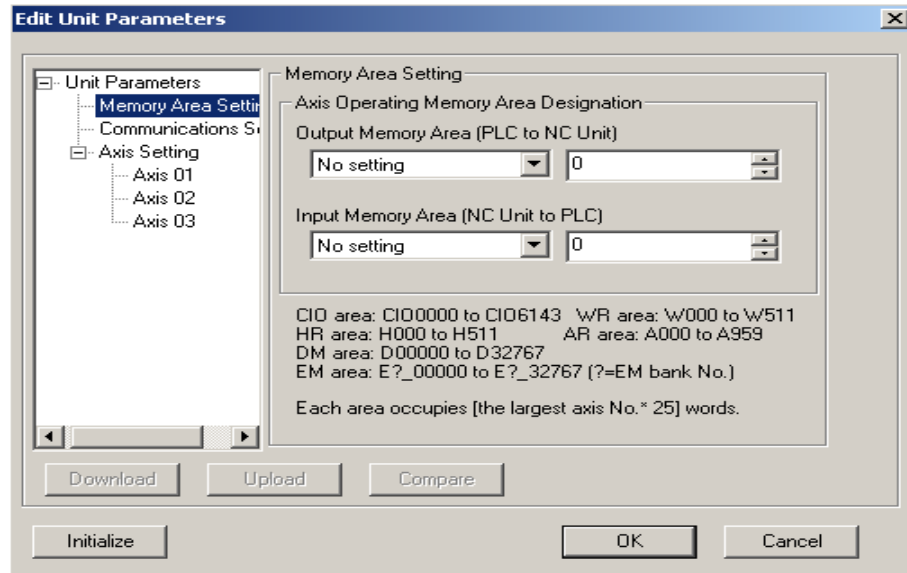 Edit Unit Parameters
Unit Parameters
Memory Area Settin
Communications S
Axis Setting
Axis 01
Axis 02
Axis 03
Memory Area Setting
Axis Operating Memory Area Designation
Output Memory Area (PLC to NC Unit)
No setting 0
Input Memory Area (NC Unit to PLC)
No setting 0
CIO area: CIO0000 to CIO6143 WR area: W000 to W511
HR area: H000 to H511 AR area: A000 to A959
DM area: D00000 to D32767
EM area: E?_00000 to E?_32767 (?=EM bank No.)
Each area occupies [the largest axis No.* 25] words.
Download Upload Compare
Initialize OK Cancel